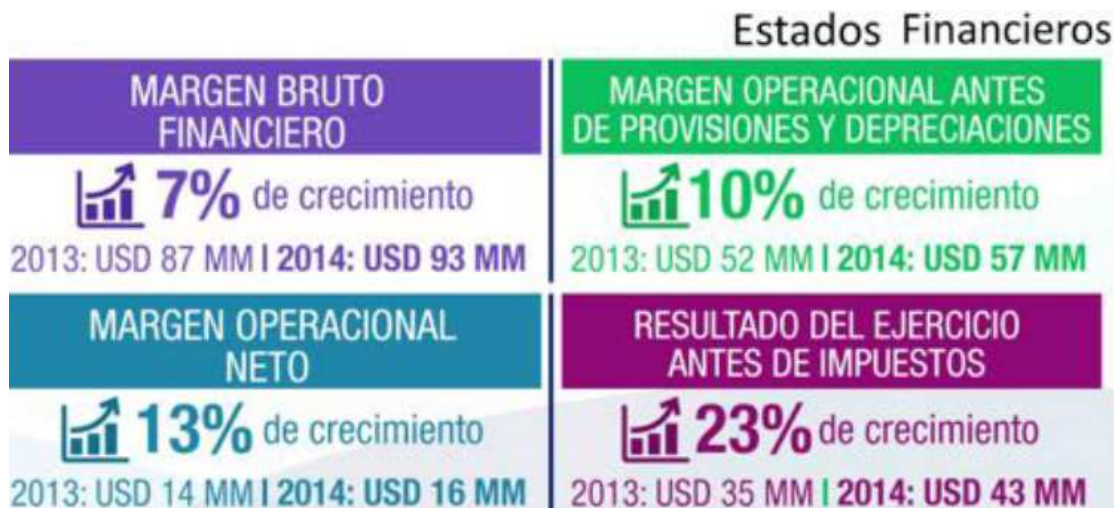 Estados Financieros
MARGEN BRUTO
FINANCIERO
7% de crecimiento
2013: USD 87 MM | 2014: USD 93 MM
MARGEN OPERACIONAL ANTES
DE PROVISIONES Y DEPRECIACIONES
10% de crecimiento
2013: USD 52 MM | 2014: USD 57 MM
MARGEN OPERACIONAL
NETO
13% de crecimiento
2013: USD 14 MM | 2014: USD 16 MM
RESULTADO DEL EJERCICIO
ANTES DE IMPUESTOS
23% de crecimiento
2013: USD 35 MM | 2014: USD 43 MM